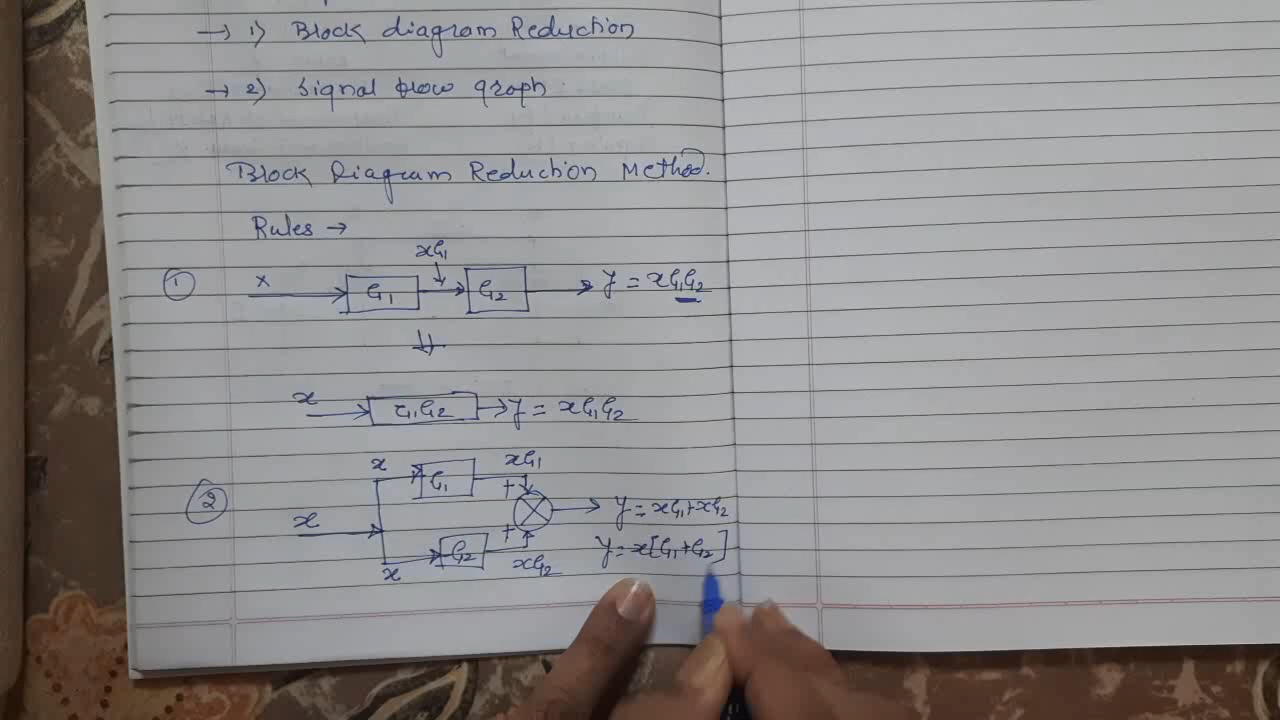 → 1) Block diagram Reduction
→ 2) Signal flow graph
Block Diagram Reduction Method.
Rules →
xG1
① x G1 G2 y = xG1G2
⇓
x G1G2 y = xG1G2
x G1 xG1
② x + + y = xG1+xG2
x G2 xG2 y = x[G1+G2]